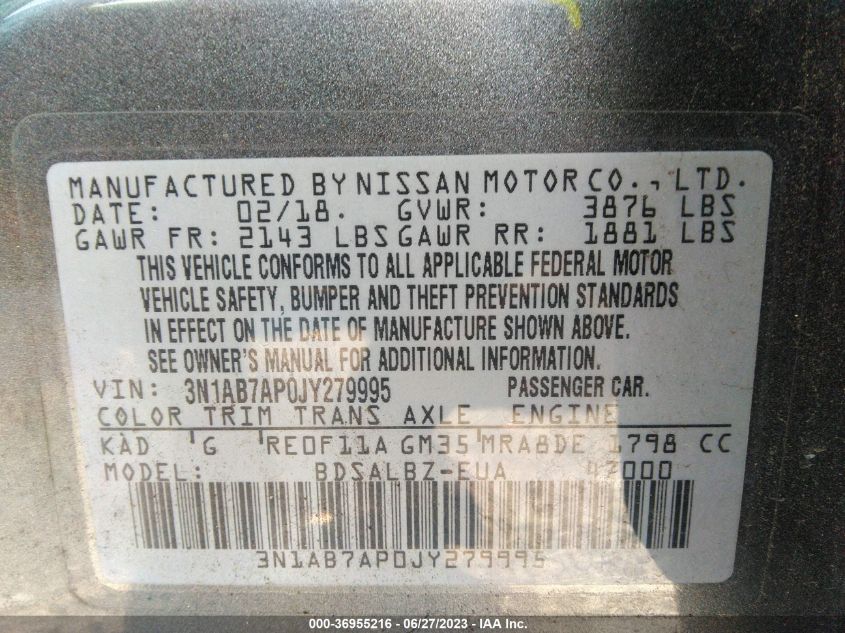 MANUFACTURED BY NISSAN MOTOR CO., LTD.
DATE: 02/18. GVWR: 3876 LBS
GAWR FR: 2143 LBS GAWR RR: 1881 LBS
THIS VEHICLE CONFORMS TO ALL APPLICABLE FEDERAL MOTOR
VEHICLE SAFETY, BUMPER AND THEFT PREVENTION STANDARDS
IN EFFECT ON THE DATE OF MANUFACTURE SHOWN ABOVE.
SEE OWNER'S MANUAL FOR ADDITIONAL INFORMATION.
VIN: 3N1AB7AP0JY279995 PASSENGER CAR.
COLOR TRIM TRANS AXLE ENGINE
KAD G RE0F11A GM35 MRA8DE 1798 CC
MODEL: BDSALBZ-EUA
3N1AB7AP0JY279995
000-36955216 - 06/27/2023 - IAA Inc.